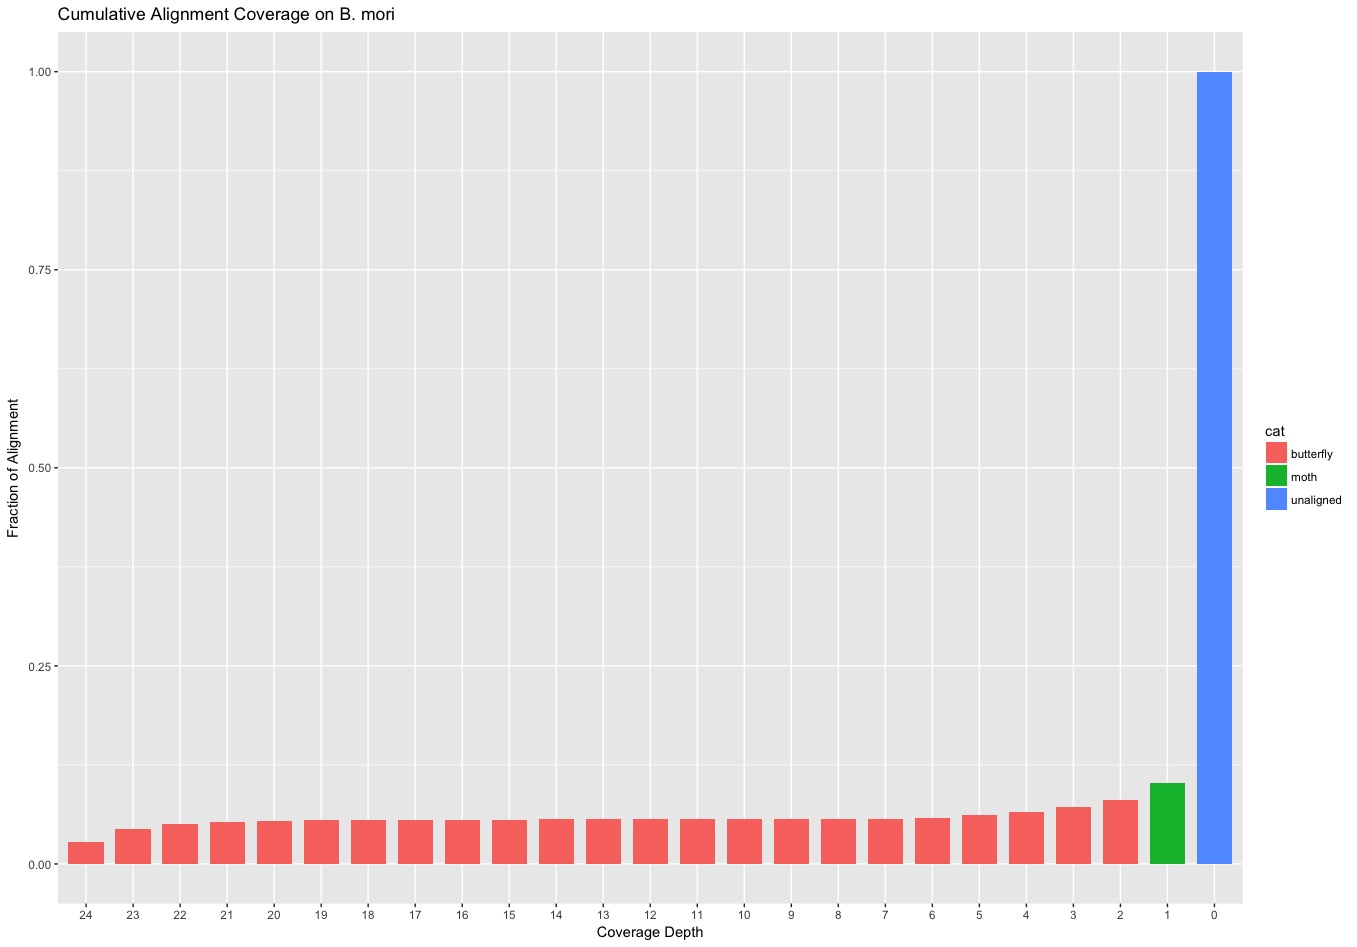 Cumulative Alignment Coverage on B. mori
1.00
0.75
0.50
0.25
0.00
Fraction of Alignment
24 23 22 21 20 19 18 17 16 15 14 13 12 11 10 9 8 7 6 5 4 3 2 1 0
Coverage Depth
cat
butterfly
moth
unaligned